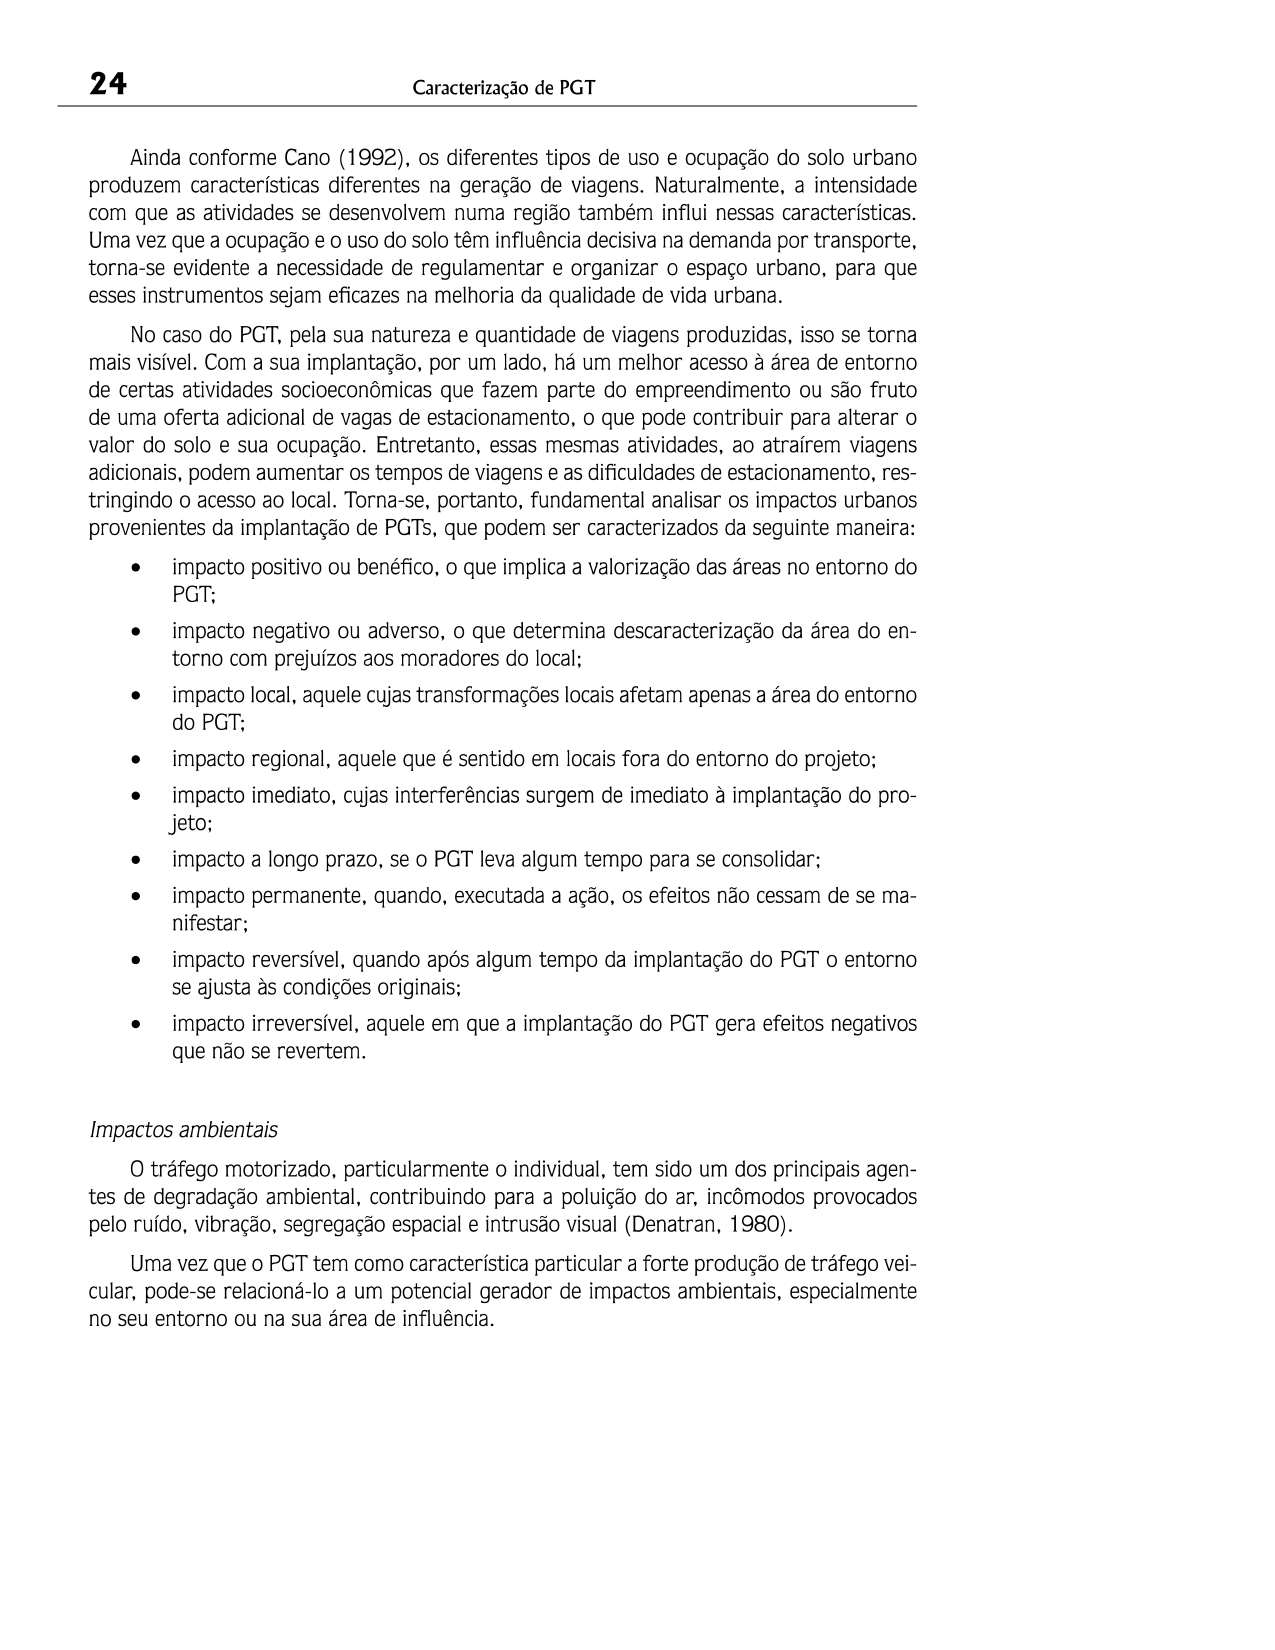 24
Caracterização de PGT
Ainda conforme Cano (1992), os diferentes tipos de uso e ocupação do solo urbano
produzem características diferentes na geração de viagens. Naturalmente, a intensidade
com que as atividades se desenvolvem numa região também influi nessas características.
Uma vez que a ocupação e o uso do solo têm influência decisiva na demanda por transporte,
torna-se evidente a necessidade de regulamentar e organizar o espaço urbano, para que
esses instrumentos sejam eficazes na melhoria da qualidade de vida urbana.
No caso do PGT, pela sua natureza e quantidade de viagens produzidas, isso se torna
mais visível. Com a sua implantação, por um lado, há um melhor acesso à área de entorno
de certas atividades socioeconômicas que fazem parte do empreendimento ou são fruto
de uma oferta adicional de vagas de estacionamento, o que pode contribuir para alterar o
valor do solo e sua ocupação. Entretanto, essas mesmas atividades, ao atraírem viagens
adicionais, podem aumentar os tempos de viagens e as dificuldades de estacionamento, res-
tringindo o acesso ao local. Torna-se, portanto, fundamental analisar os impactos urbanos
provenientes da implantação de PGTs, que podem ser caracterizados da seguinte maneira:
• impacto positivo ou benéfico, o que implica a valorização das áreas no entorno do
PGT;
• impacto negativo ou adverso, o que determina descaracterização da área do en-
torno com prejuízos aos moradores do local;
• impacto local, aquele cujas transformações locais afetam apenas a área do entorno
do PGT;
• impacto regional, aquele que é sentido em locais fora do entorno do projeto;
• impacto imediato, cujas interferências surgem de imediato à implantação do pro-
jeto;
• impacto a longo prazo, se o PGT leva algum tempo para se consolidar;
• impacto permanente, quando, executada a ação, os efeitos não cessam de se ma-
nifestar;
• impacto reversível, quando após algum tempo da implantação do PGT o entorno
se ajusta às condições originais;
• impacto irreversível, aquele em que a implantação do PGT gera efeitos negativos
que não se revertem.
Impactos ambientais
O tráfego motorizado, particularmente o individual, tem sido um dos principais agen-
tes de degradação ambiental, contribuindo para a poluição do ar, incômodos provocados
pelo ruído, vibração, segregação espacial e intrusão visual (Denatran, 1980).
Uma vez que o PGT tem como característica particular a forte produção de tráfego vei-
cular, pode-se relacioná-lo a um potencial gerador de impactos ambientais, especialmente
no seu entorno ou na sua área de influência.